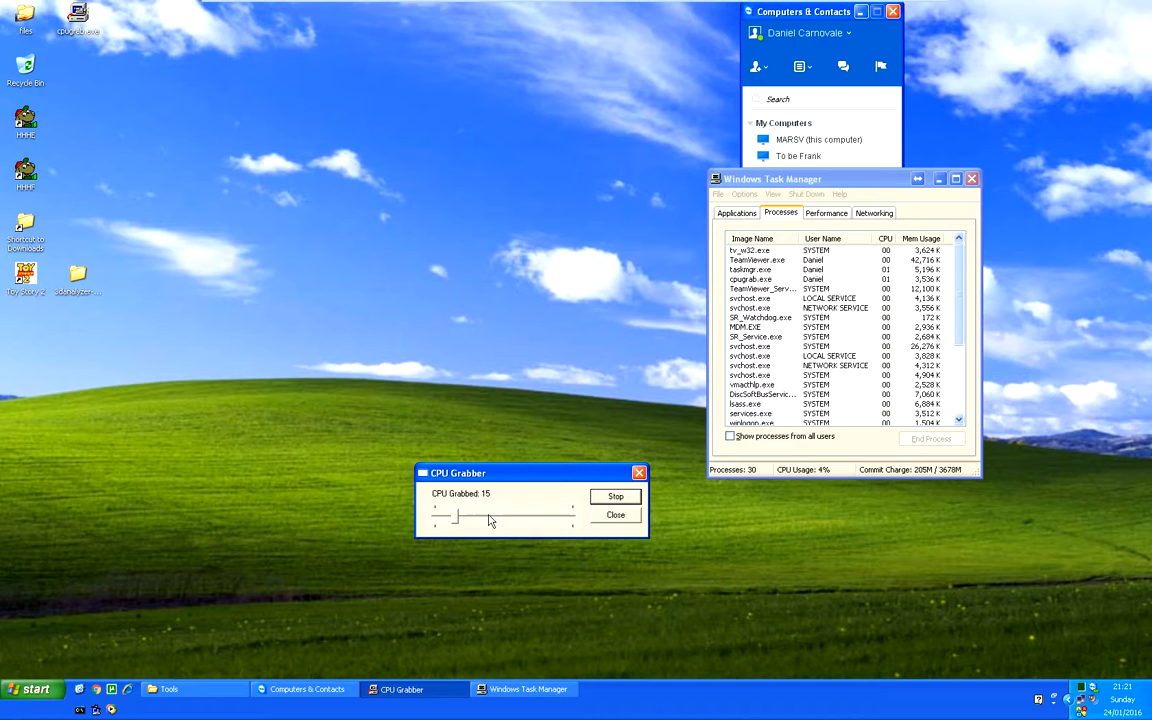 files
cpugrab.exe
Recycle Bin
HHHE
HHHF
Shortcut to
Downloads
Toy Story 2
3danalyzer-...
Computers & Contacts
Daniel Carnovale
Search
My Computers
MARSV (this computer)
To be Frank
Windows Task Manager
File Options View Shut Down Help
Applications Processes Performance Networking
Image Name User Name CPU Mem Usage
tv_w32.exe SYSTEM 00 3,624 K
TeamViewer.exe Daniel 00 42,716 K
taskmgr.exe Daniel 01 5,196 K
cpugrab.exe Daniel 01 3,536 K
TeamViewer_Serv... SYSTEM 00 12,100 K
svchost.exe LOCAL SERVICE 00 4,136 K
svchost.exe NETWORK SERVICE 00 3,556 K
SR_Watchdog.exe SYSTEM 00 172 K
MDM.EXE SYSTEM 00 2,936 K
SR_Service.exe SYSTEM 00 2,684 K
svchost.exe SYSTEM 00 26,276 K
svchost.exe LOCAL SERVICE 00 3,828 K
svchost.exe NETWORK SERVICE 00 4,312 K
svchost.exe SYSTEM 00 4,904 K
vmacthlp.exe SYSTEM 00 2,528 K
DiscSoftBusServic... SYSTEM 00 7,060 K
lsass.exe SYSTEM 00 6,884 K
services.exe SYSTEM 00 3,512 K
winlogon.exe SYSTEM 00 1,504 K
Show processes from all users
End Process
Processes: 30 CPU Usage: 4% Commit Charge: 205M / 3678M
CPU Grabber
CPU Grabbed: 15
Stop
Close
start
Tools
Computers & Contacts
CPU Grabber
Windows Task Manager
21:21
Sunday
24/01/2016